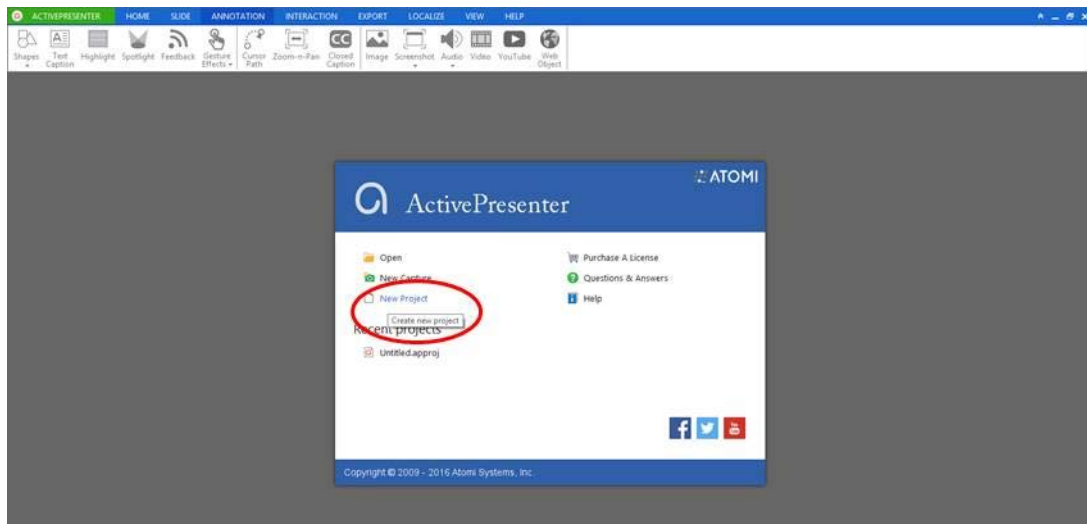 ACTIVEPRESENTER HOME SLIDE ANNOTATION INTERACTION EXPORT LOCALIZE VIEW HELP
Shapes Text Caption Highlight Spotlight Feedback Gesture Effects Cursor Path Zoom-n-Pan CC Closed Caption Image Screenshot Audio Video YouTube Web Object
ATOMI
ActivePresenter
Open
New Capture
New Project
Create new project
Recent projects
Untitled.approj
Purchase A License
Questions & Answers
Help
Copyright © 2009 - 2016 Atomi Systems, Inc.